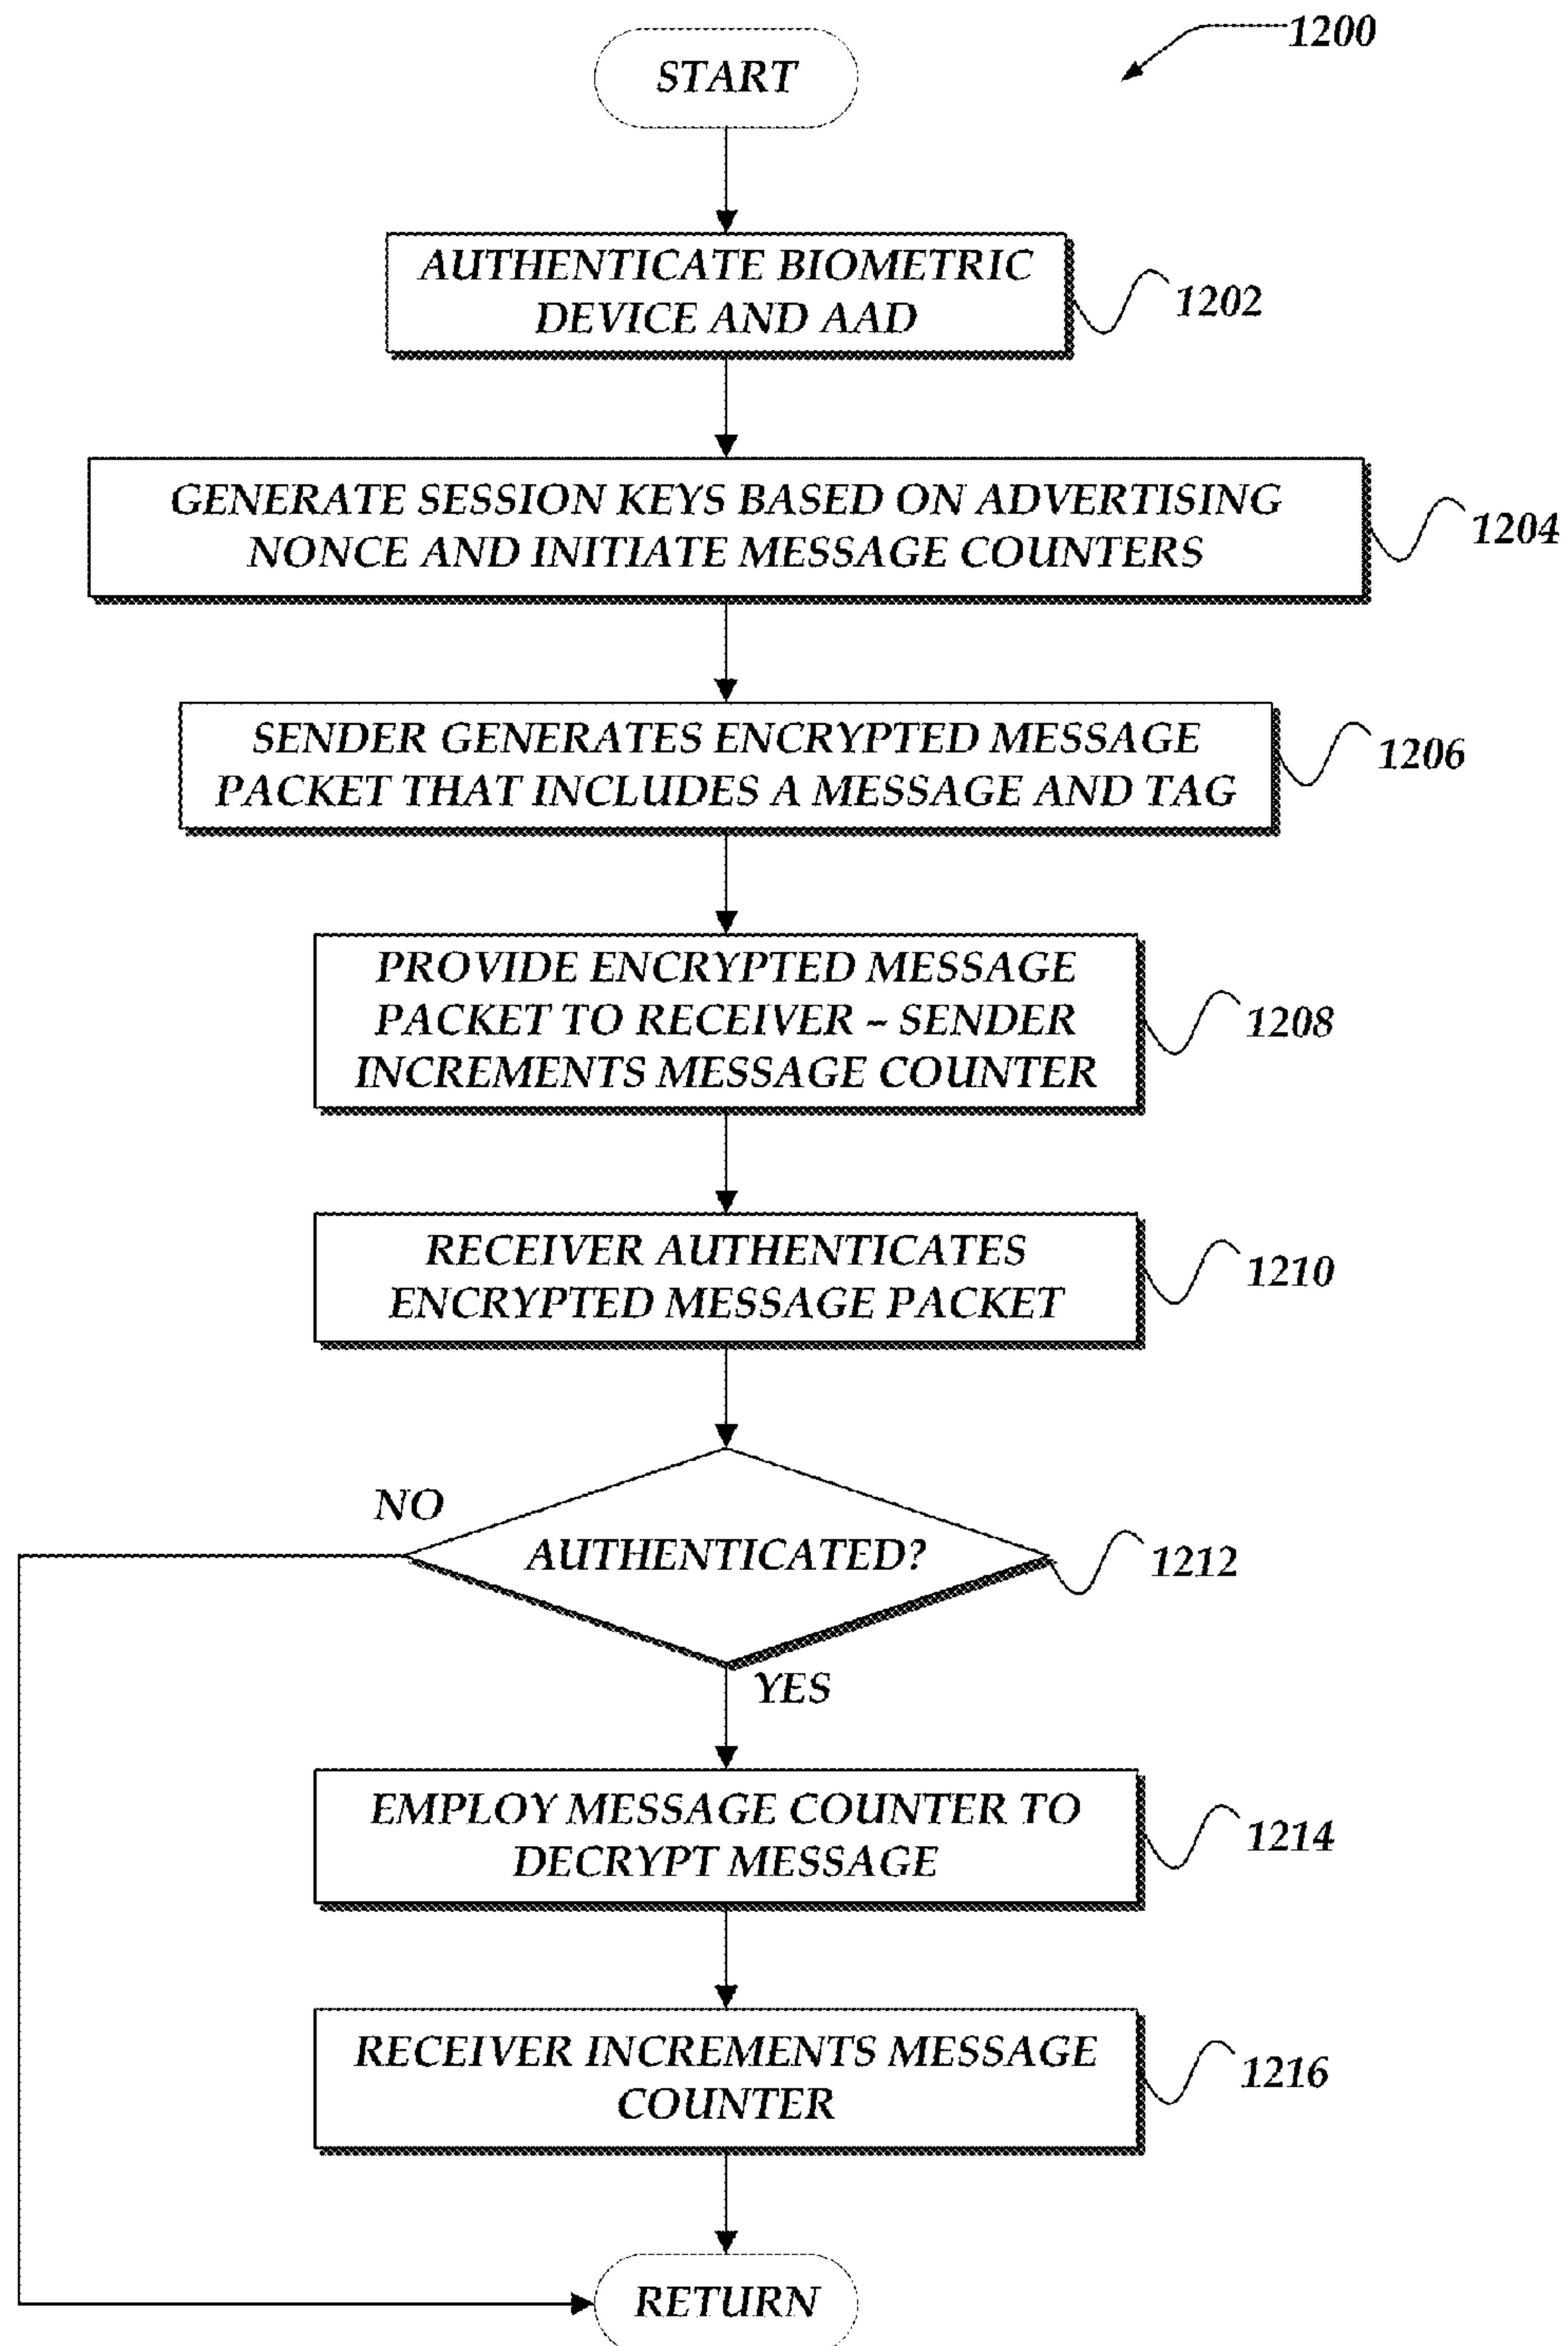 1200
START
AUTHENTICATE BIOMETRIC
DEVICE AND AAD
1202
GENERATE SESSION KEYS BASED ON ADVERTISING
NONCE AND INITIATE MESSAGE COUNTERS
1204
SENDER GENERATES ENCRYPTED MESSAGE
PACKET THAT INCLUDES A MESSAGE AND TAG
1206
PROVIDE ENCRYPTED MESSAGE
PACKET TO RECEIVER – SENDER
INCREMENTS MESSAGE COUNTER
1208
RECEIVER AUTHENTICATES
ENCRYPTED MESSAGE PACKET
1210
NO
AUTHENTICATED?
1212
YES
EMPLOY MESSAGE COUNTER TO
DECRYPT MESSAGE
1214
RECEIVER INCREMENTS MESSAGE
COUNTER
1216
RETURN